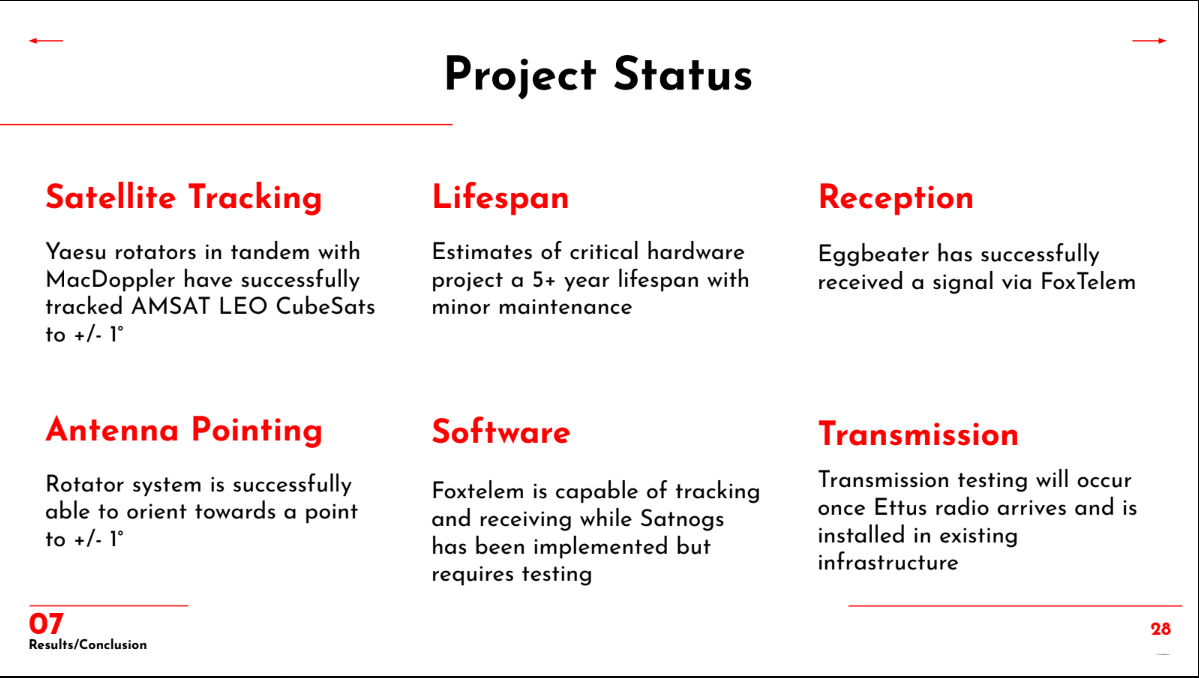 Project Status
Satellite Tracking
Yaesu rotators in tandem with
MacDoppler have successfully
tracked AMSAT LEO CubeSats
to +/- 1°
Lifespan
Estimates of critical hardware
project a 5+ year lifespan with
minor maintenance
Reception
Eggbeater has successfully
received a signal via FoxTelem
Antenna Pointing
Rotator system is successfully
able to orient towards a point
to +/- 1°
Software
Foxtelem is capable of tracking
and receiving while Satnogs
has been implemented but
requires testing
Transmission
Transmission testing will occur
once Ettus radio arrives and is
installed in existing
infrastructure
07
Results/Conclusion
28